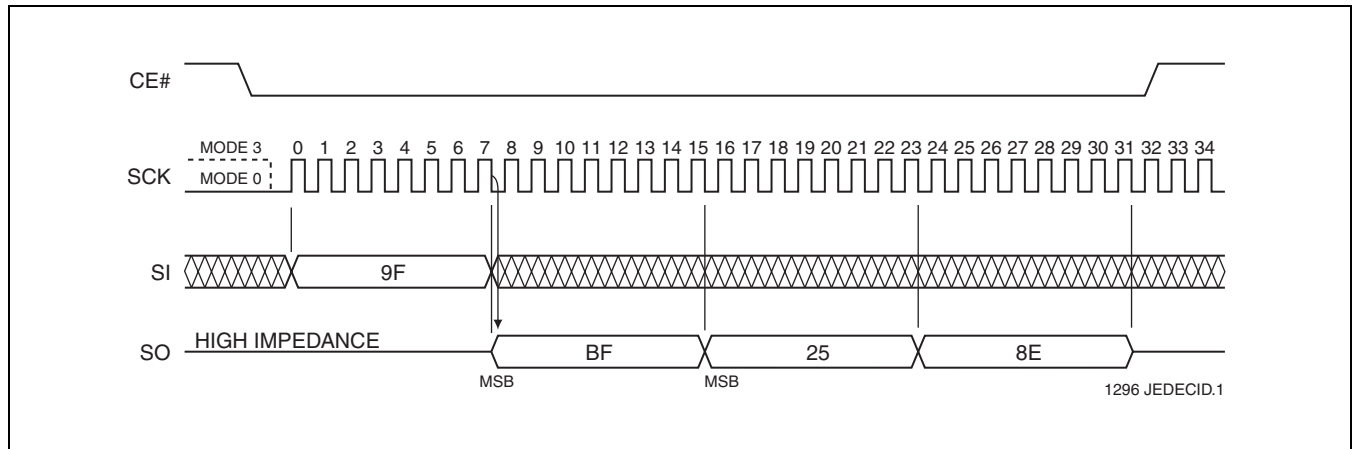 CE#
MODE 3
0 1 2 3 4 5 6 7 8 9 10 11 12 13 14 15 16 17 18 19 20 21 22 23 24 25 26 27 28 29 30 31 32 33 34
SCK
MODE 0
SI
9F
SO
HIGH IMPEDANCE
BF
25
8E
MSB
MSB
1296 JEDECID.1